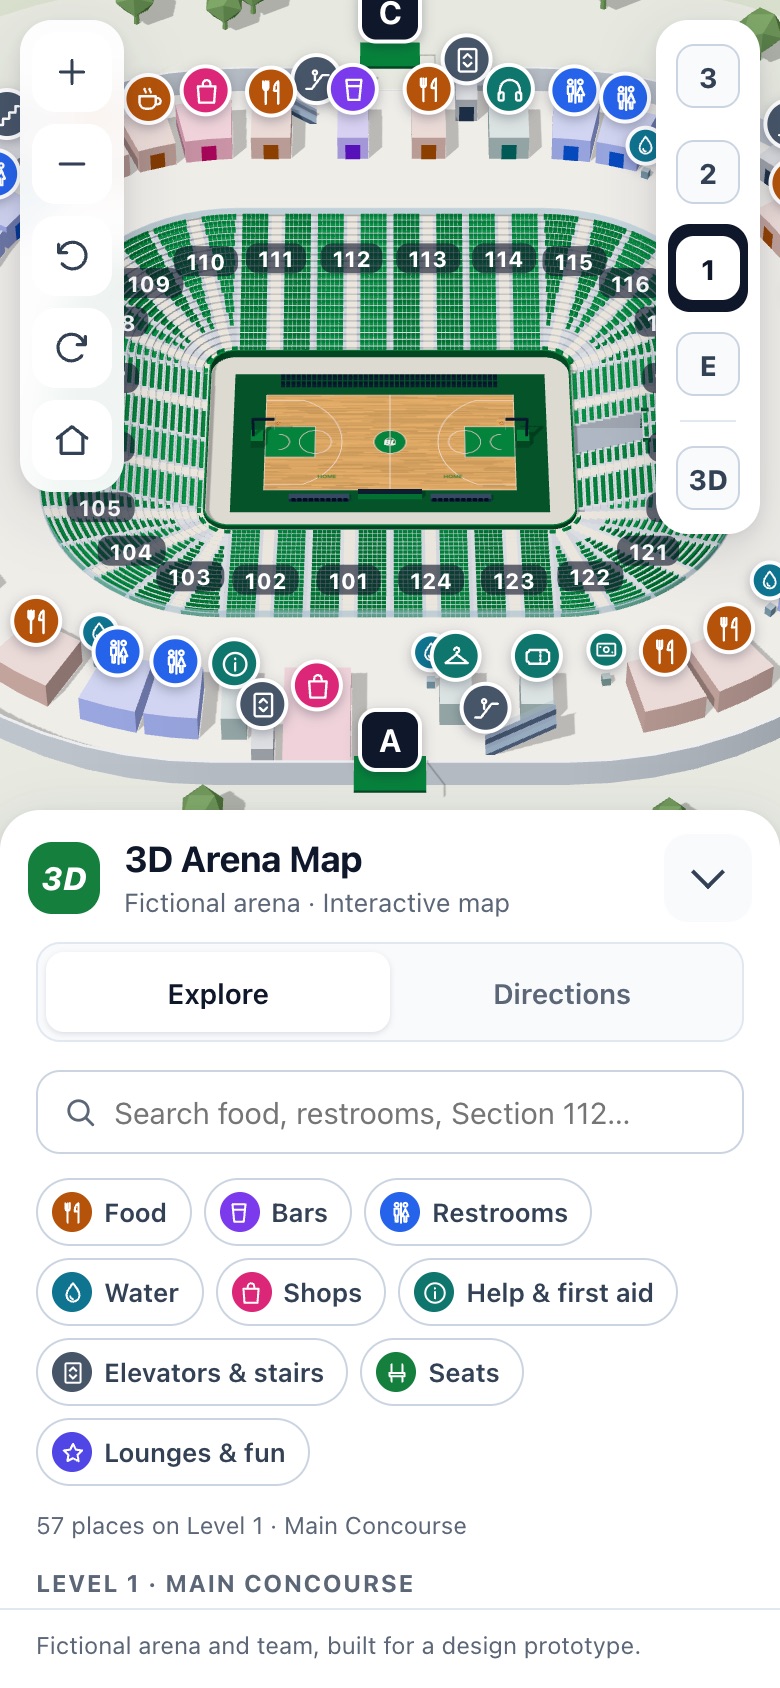 C
3
2
1
E
3D
110 111 112 113 114 115
109 116
105
104 121
103 102 101 124 123 122
A
3D 3D Arena Map
Fictional arena · Interactive map
Explore Directions
Search food, restrooms, Section 112...
Food Bars Restrooms
Water Shops Help & first aid
Elevators & stairs Seats
Lounges & fun
57 places on Level 1 · Main Concourse
LEVEL 1 · MAIN CONCOURSE
Fictional arena and team, built for a design prototype.